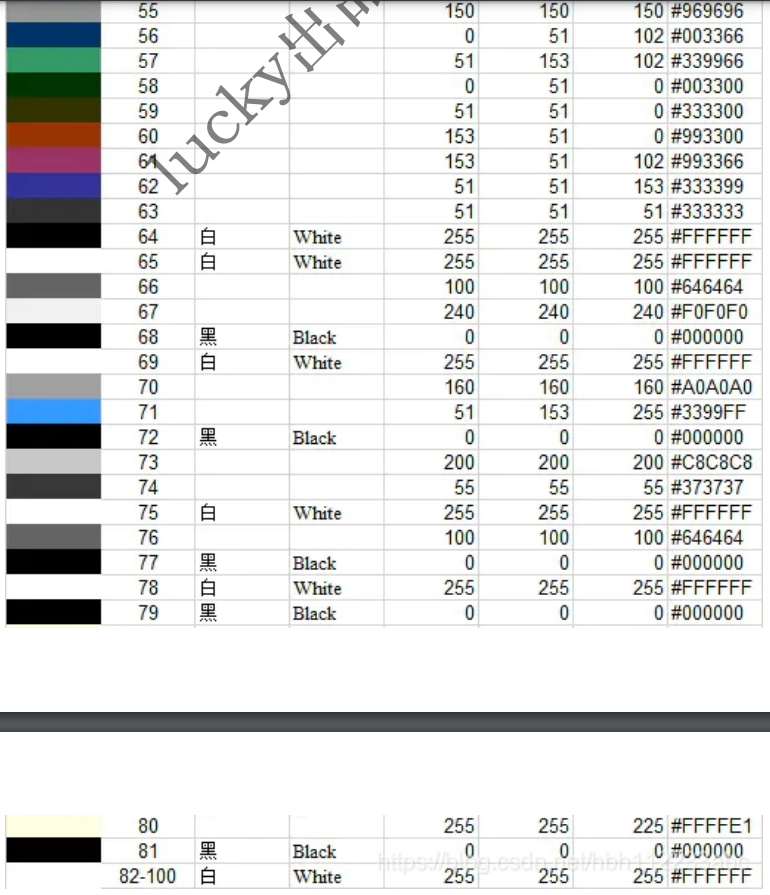 55 150 150 150 #969696
56 0 51 102 #003366
57 51 153 102 #339966
58 0 51 0 #003300
59 51 51 0 #333300
60 153 51 0 #993300
61 153 51 102 #993366
62 51 51 153 #333399
63 51 51 51 #333333
64 白 White 255 255 255 #FFFFFF
65 白 White 255 255 255 #FFFFFF
66 100 100 100 #646464
67 240 240 240 #F0F0F0
68 黑 Black 0 0 0 #000000
69 白 White 255 255 255 #FFFFFF
70 160 160 160 #A0A0A0
71 51 153 255 #3399FF
72 黑 Black 0 0 0 #000000
73 200 200 200 #C8C8C8
74 55 55 55 #373737
75 白 White 255 255 255 #FFFFFF
76 100 100 100 #646464
77 黑 Black 0 0 0 #000000
78 白 White 255 255 255 #FFFFFF
79 黑 Black 0 0 0 #000000
lucky出
80 255 255 225 #FFFFE1
81 黑 Black 0 0 0 #000000
82-100 白 White 255 255 255 #FFFFFF